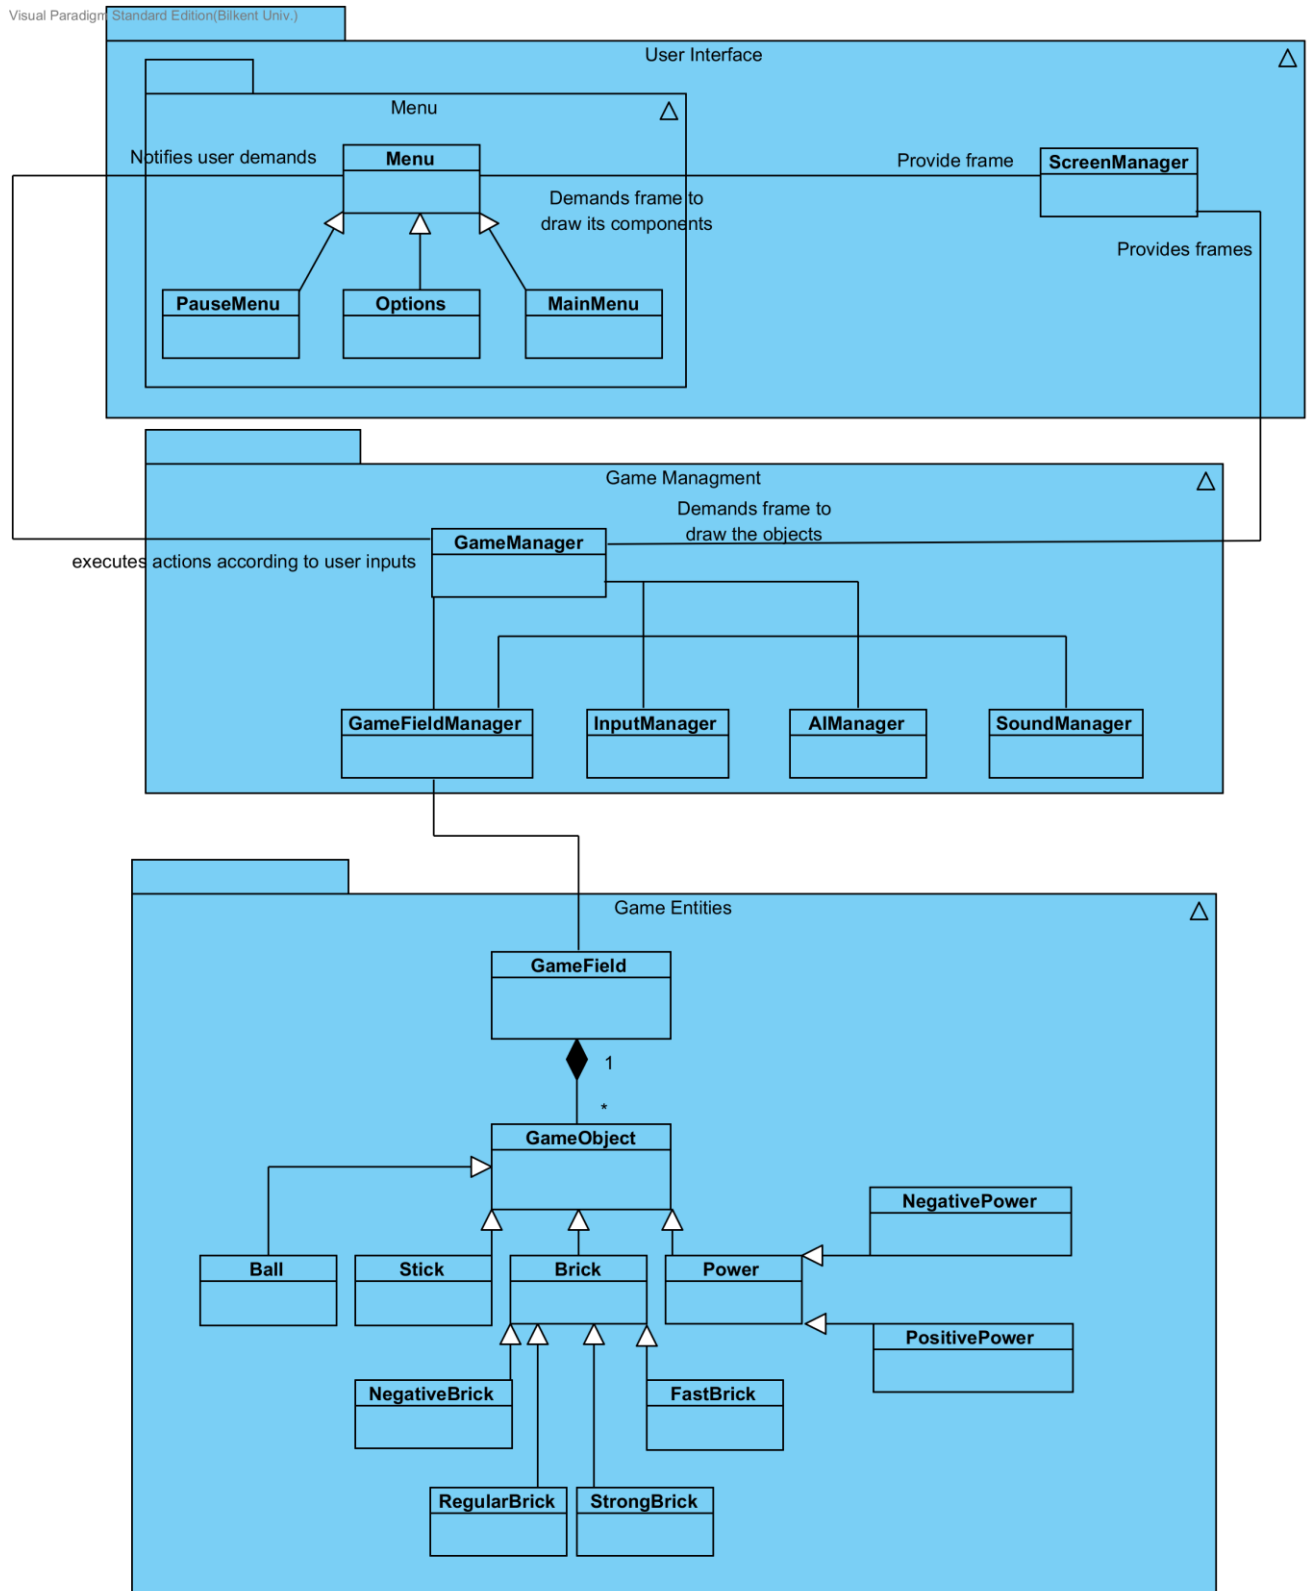 Visual Paradigm Standard Edition(Bilkent Univ.)
User Interface
Menu
Notifies user demands
Menu
Provide frame
ScreenManager
Demands frame to
draw its components
Provides frames
PauseMenu
Options
MainMenu
Game Managment
Demands frame to
draw the objects
GameManager
executes actions according to user inputs
GameFieldManager
InputManager
AIManager
SoundManager
Game Entities
GameField
1
*
GameObject
NegativePower
Ball
Stick
Brick
Power
PositivePower
NegativeBrick
FastBrick
RegularBrick
StrongBrick